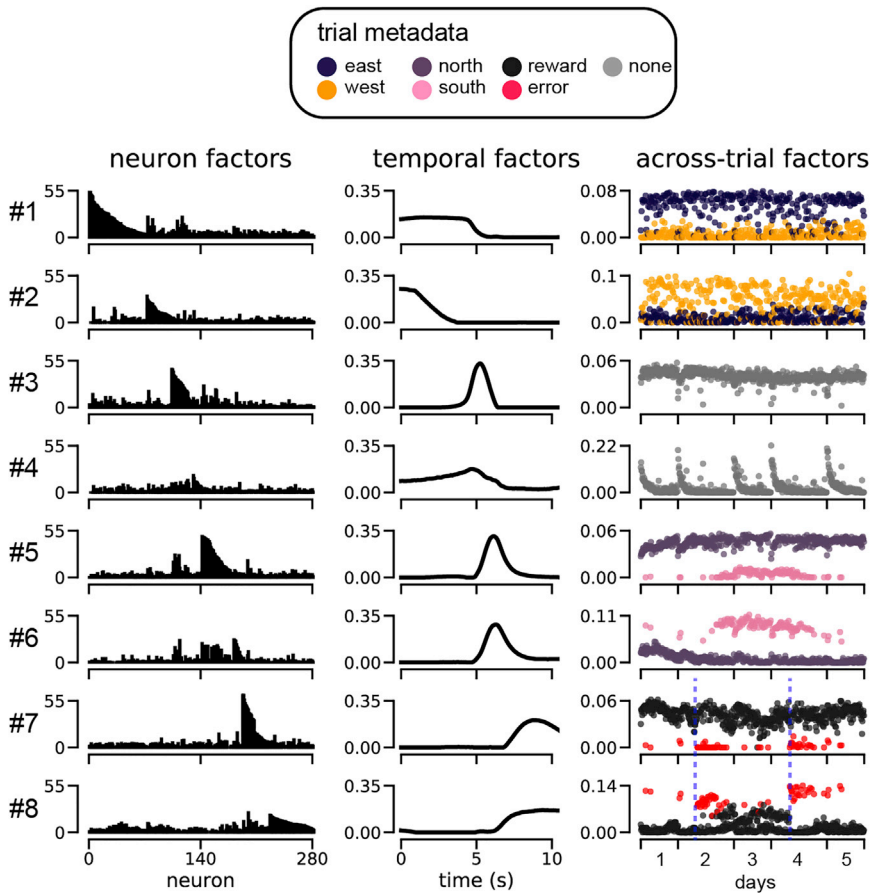 trial metadata
east north reward none
west south error
neuron factors temporal factors across-trial factors
#1 55 0 0.35 0.00 0.08 0.00
#2 55 0 0.35 0.00 0.1 0.0
#3 55 0 0.35 0.00 0.06 0.00
#4 55 0 0.35 0.00 0.22 0.00
#5 55 0 0.35 0.00 0.06 0.00
#6 55 0 0.35 0.00 0.11 0.00
#7 55 0 0.35 0.00 0.06 0.00
#8 55 0 0.35 0.00 0.14 0.00
0 140 280 0 5 10 1 2 3 4 5
neuron time (s) days